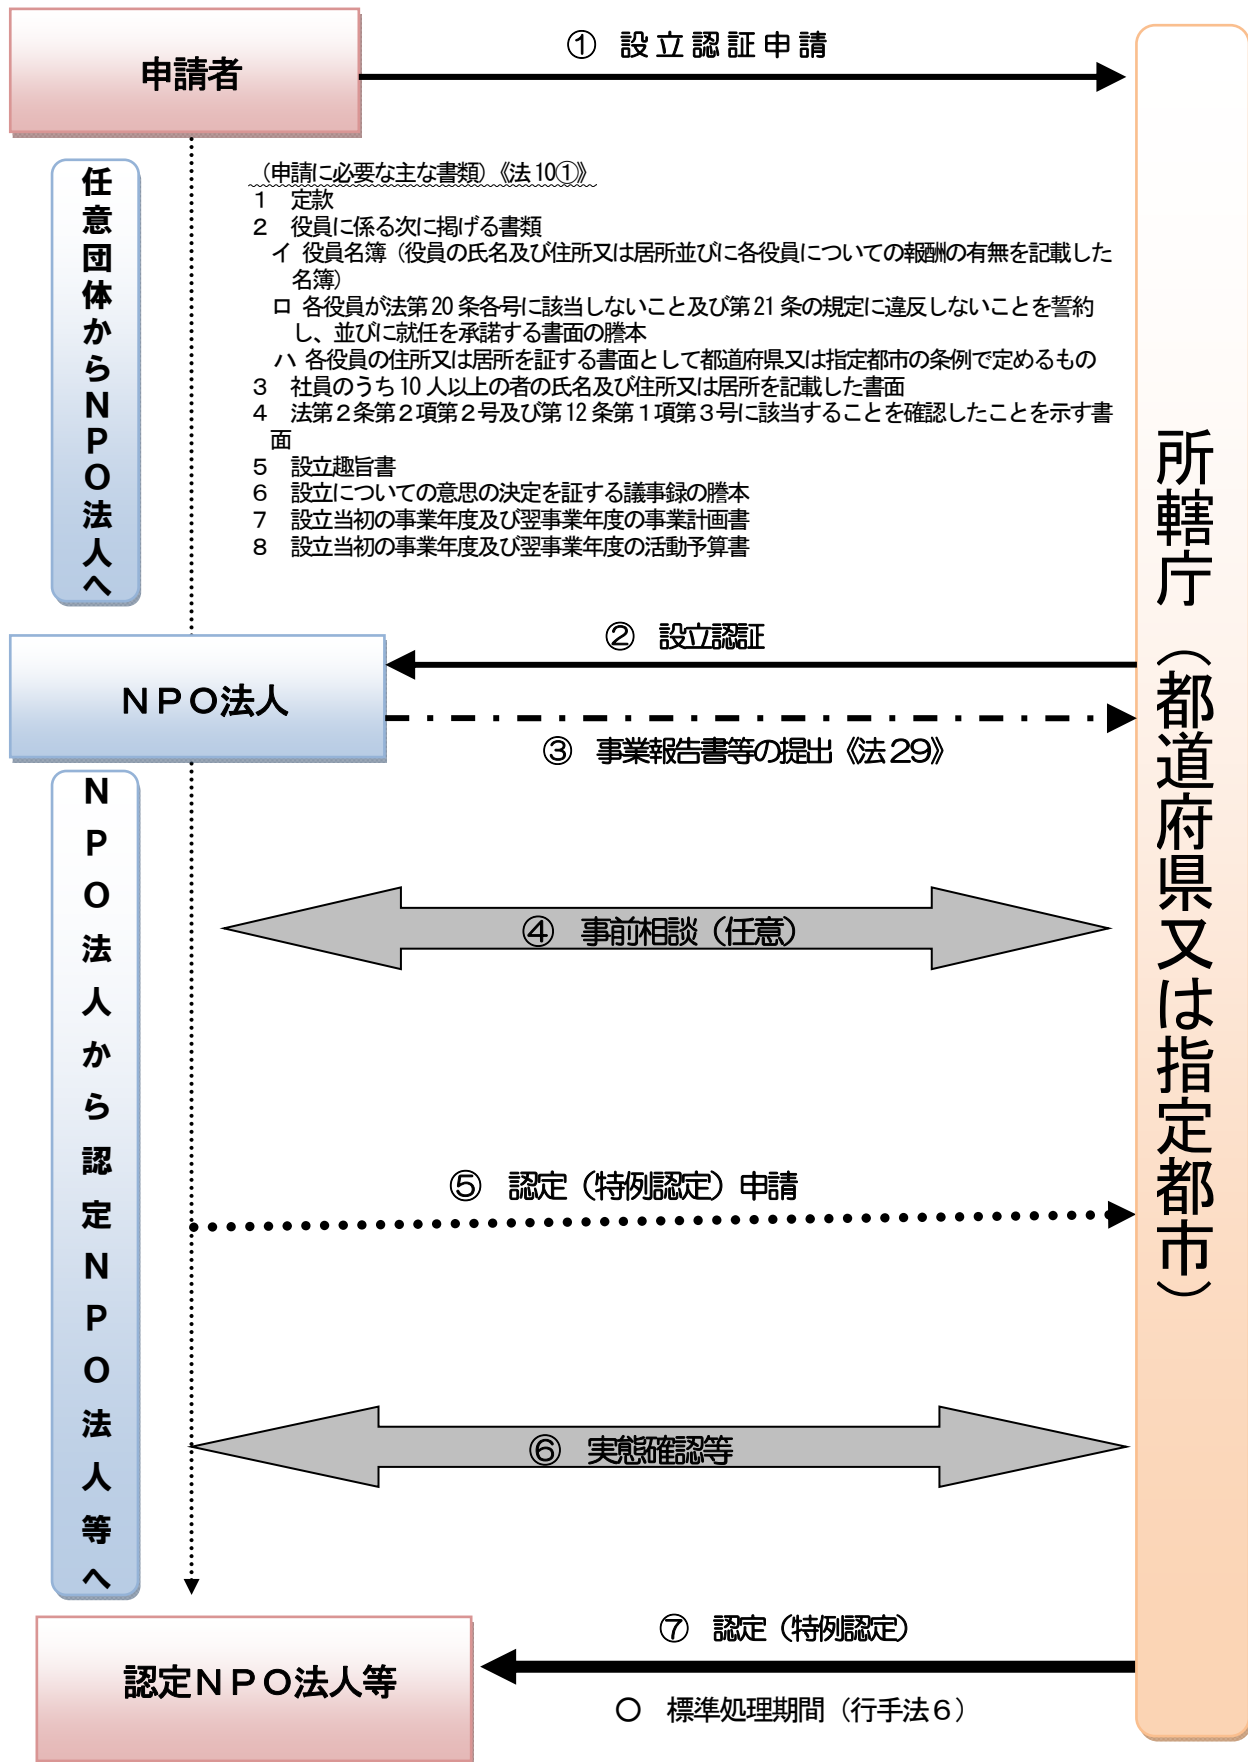 申請者
① 設立認証申請
任意団体からNPO法人へ
(申請に必要な主な書類)《法10①》
1 定款
2 役員に係る次に掲げる書類
イ 役員名簿(役員の氏名及び住所又は居所並びに各役員についての報酬の有無を記載した
名簿)
ロ 各役員が法第20条各号に該当しないこと及び第21条の規定に違反しないことを誓約
し、並びに就任を承諾する書面の謄本
ハ 各役員の住所又は居所を証する書面として都道府県又は指定都市の条例で定めるもの
3 社員のうち10人以上の者の氏名及び住所又は居所を記載した書面
4 法第2条第2項第2号及び第12条第1項第3号に該当することを確認したことを示す書
面
5 設立趣旨書
6 設立についての意思の決定を証する議事録の謄本
7 設立当初の事業年度及び翌事業年度の事業計画書
8 設立当初の事業年度及び翌事業年度の活動予算書
所轄庁(都道府県又は指定都市)
② 設立認証
NPO法人
③ 事業報告書等の提出《法29》
NPO法人から認定NPO法人等へ
④ 事前相談(任意)
⑤ 認定(特例認定)申請
⑥ 実態確認等
⑦ 認定(特例認定)
認定NPO法人等
○ 標準処理期間(行手法6)